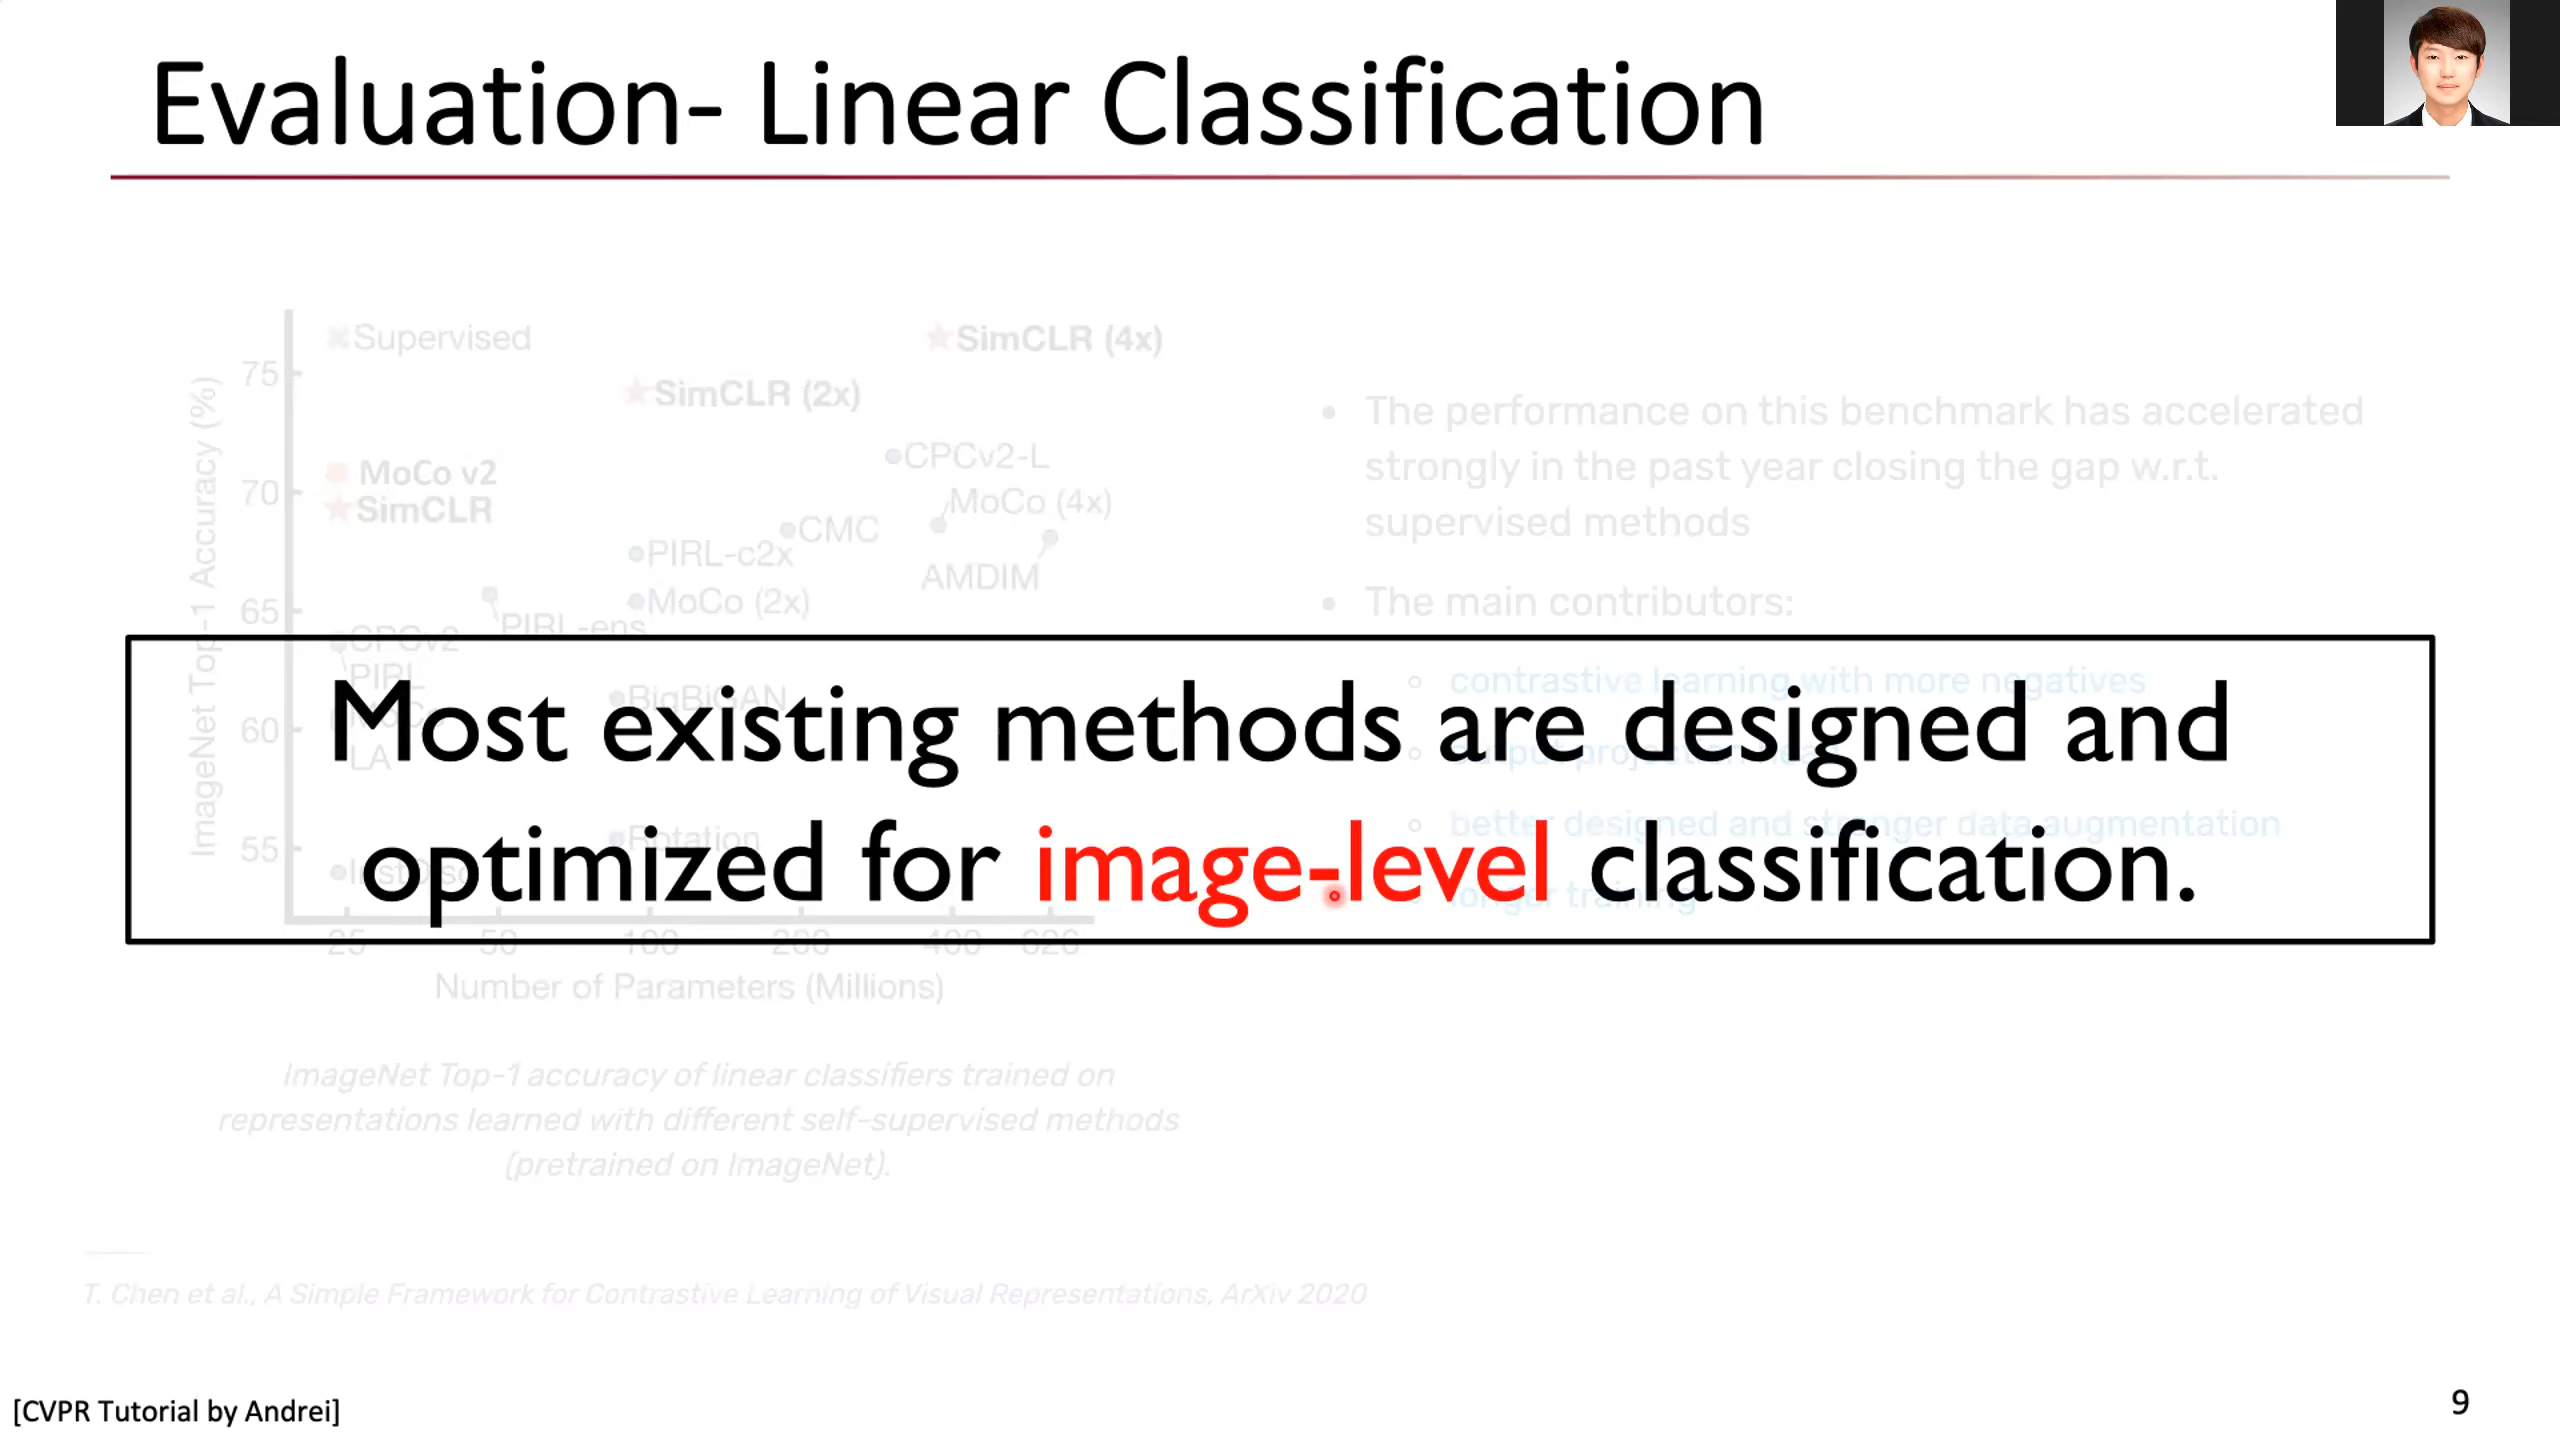 Evaluation- Linear Classification
Supervised
SimCLR (4x)
SimCLR (2x)
75
CPCv2-L
MoCo v2
70
SimCLR
MoCo (4x)
CMC
PIRL-c2x
AMDIM
MoCo (2x)
65
PIRL-ens.
CPCv2
PIRL
BigBiGAN
60
LA
Rotation
55
InstDisc
25 50 100 200 400 626
ImageNet Top-1 Accuracy (%)
Number of Parameters (Millions)
ImageNet Top-1 accuracy of linear classifiers trained on
representations learned with different self-supervised methods
(pretrained on ImageNet).
• The performance on this benchmark has accelerated
strongly in the past year closing the gap w.r.t.
supervised methods
• The main contributors:
contrastive learning with more negatives
output projection head
better designed and stronger data augmentation
longer training
Most existing methods are designed and
optimized for image-level classification.
T. Chen et al., A Simple Framework for Contrastive Learning of Visual Representations, ArXiv 2020
[CVPR Tutorial by Andrei]
9